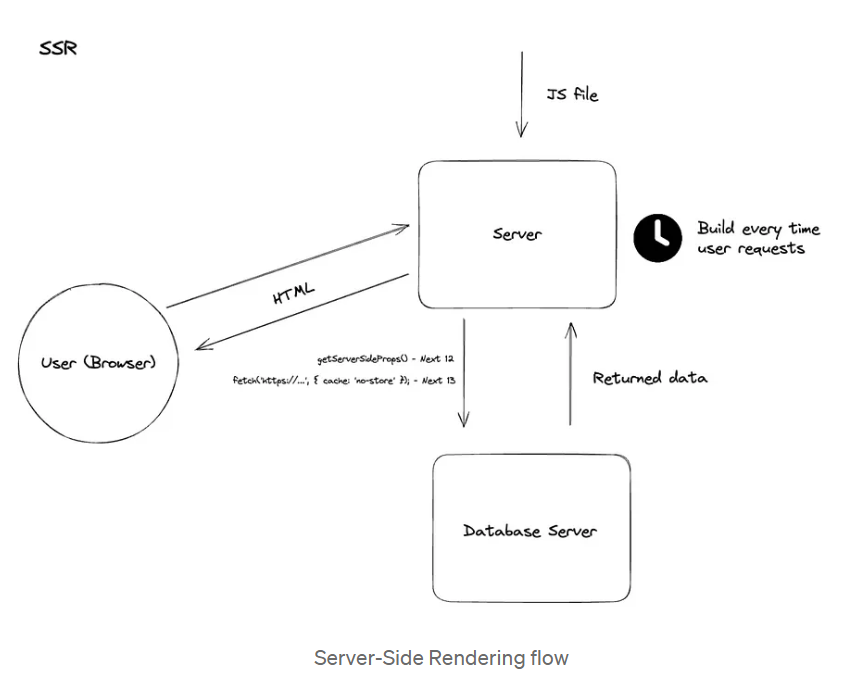 SSR
JS file
Server
Build every time
user requests
HTML
User (Browser)
getServerSideProps() - Next 12
fetch('https://...', { cache: 'no-store' }); - Next 13
Returned data
Database Server
Server-Side Rendering flow